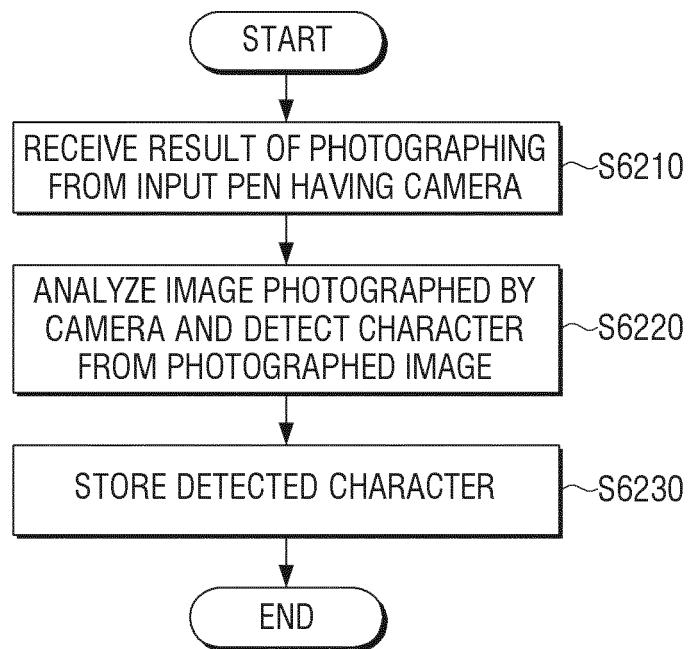 START
RECEIVE RESULT OF PHOTOGRAPHING
FROM INPUT PEN HAVING CAMERA
S6210
ANALYZE IMAGE PHOTOGRAPHED BY
CAMERA AND DETECT CHARACTER
FROM PHOTOGRAPHED IMAGE
S6220
STORE DETECTED CHARACTER
S6230
END